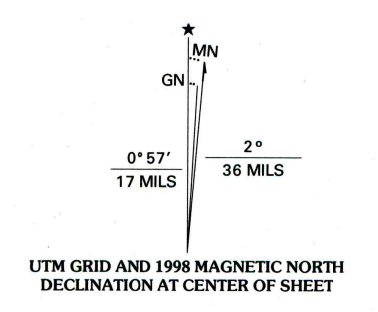 ★
MN
GN
0° 57′
17 MILS
2°
36 MILS
UTM GRID AND 1998 MAGNETIC NORTH
DECLINATION AT CENTER OF SHEET